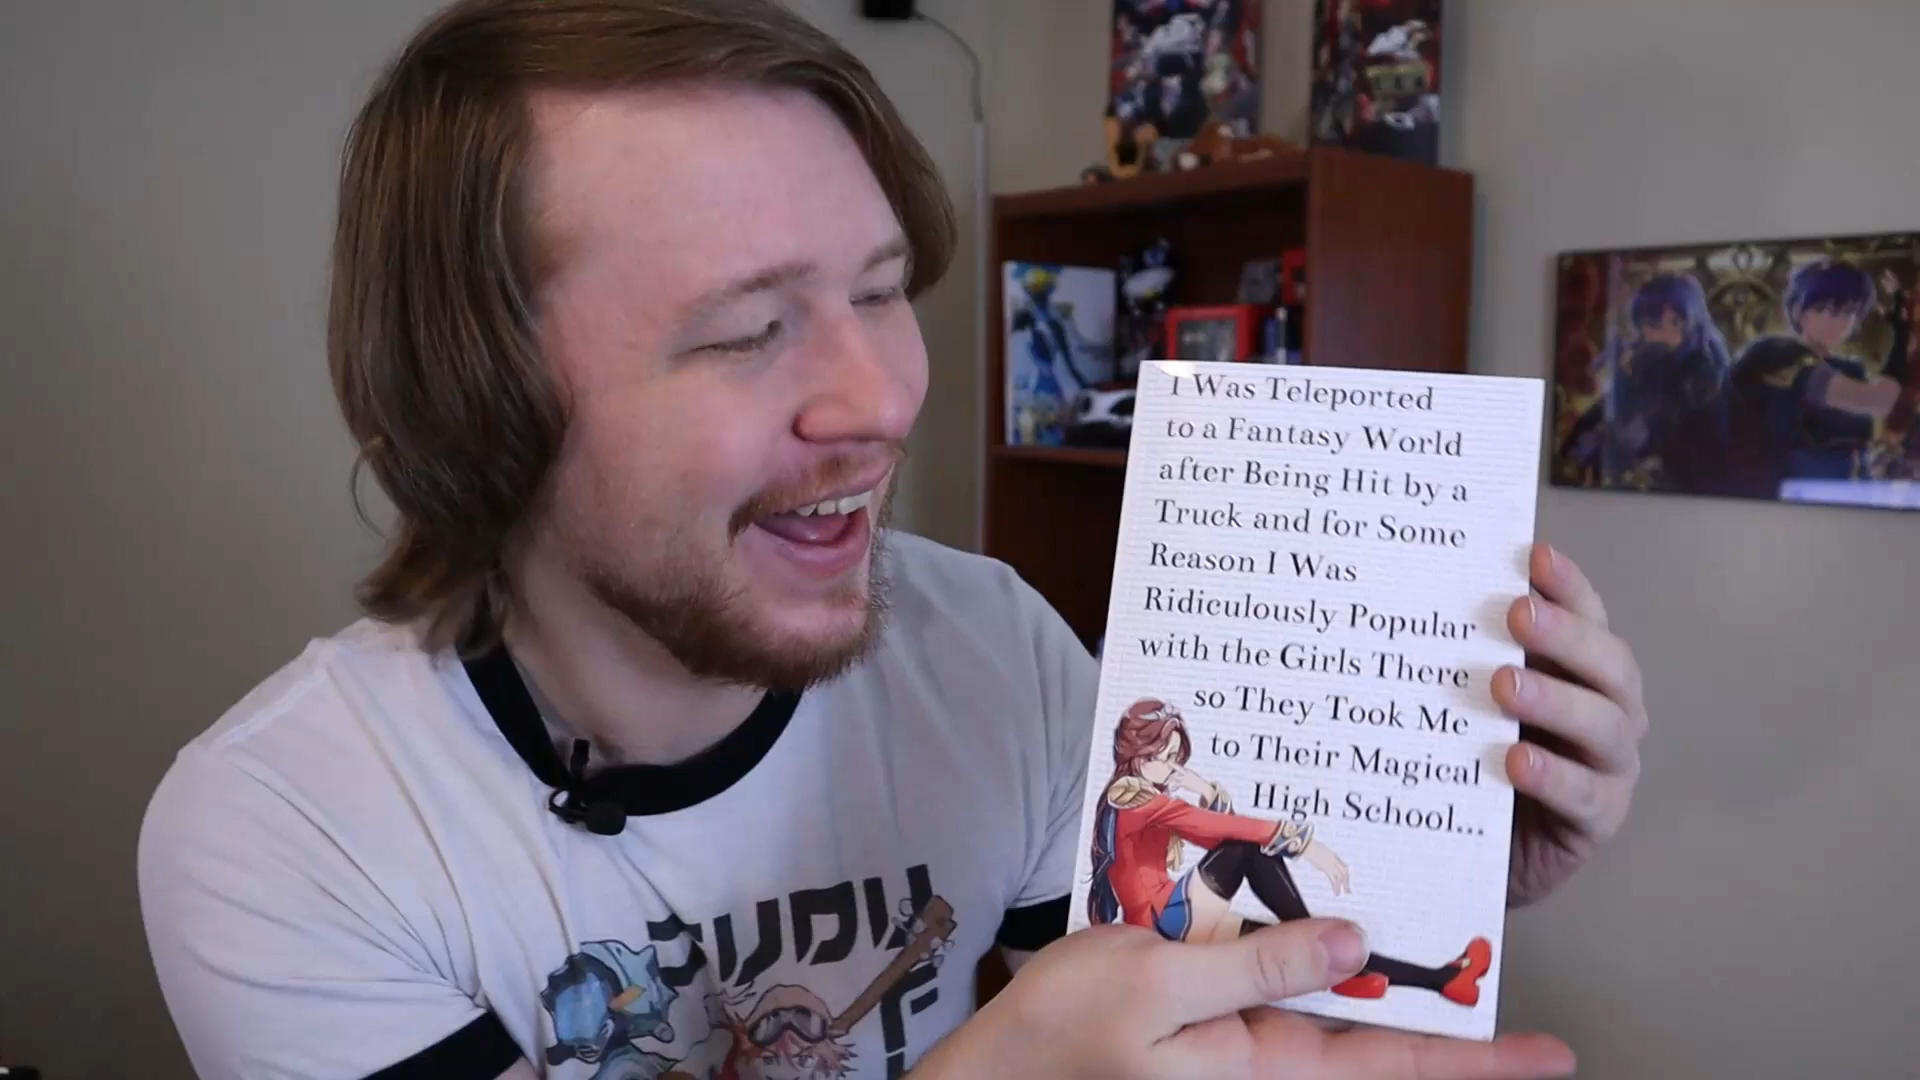 I Was Teleported
to a Fantasy World
after Being Hit by a
Truck and for Some
Reason I Was
Ridiculously Popular
with the Girls There
so They Took Me
to Their Magical
High School...